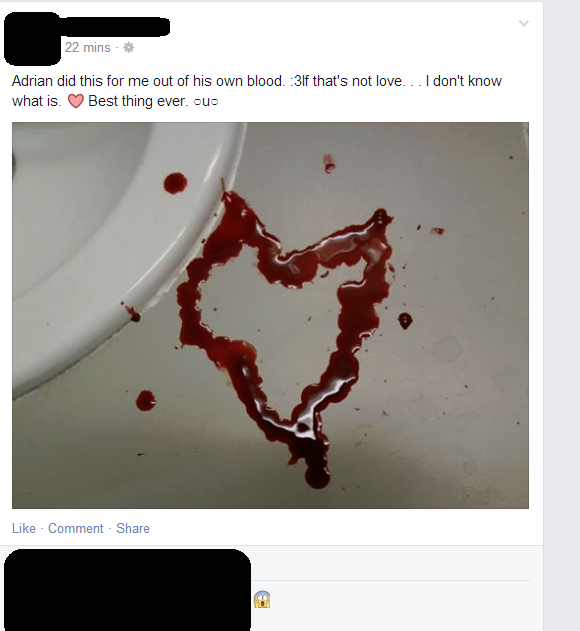 22 mins ·
Adrian did this for me out of his own blood. :3If that's not love. . . I don't know
what is. ❤ Best thing ever. ○u○
Like · Comment · Share